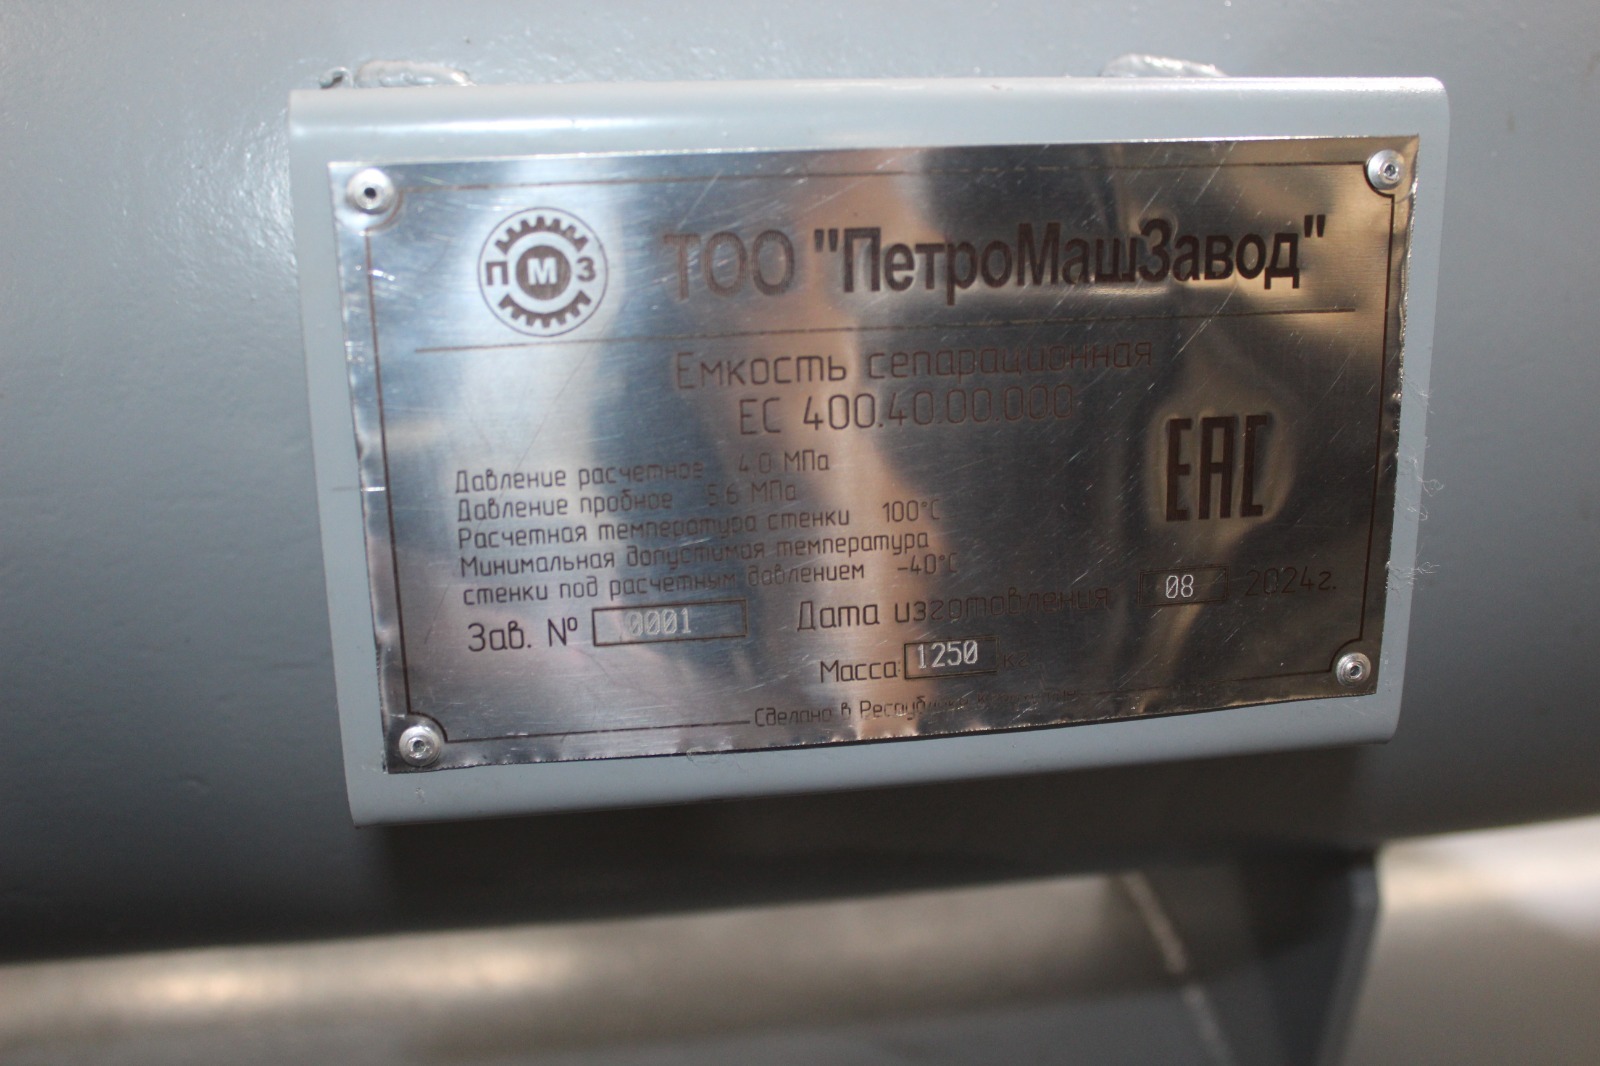 П М З
ТОО "ПетроМашЗавод"
Емкость сепарационная
ЕС 400.40.00.000
Давление расчетное 4.0 МПа
Давление пробное 5.6 МПа
Расчетная температура стенки 100°С
Минимальная допустимая температура
стенки под расчетным давлением -40°С
ЕАС
Зав. № 0001
Дата изготовления 08 2024г.
Масса 1250 кг
Сделано в Республике